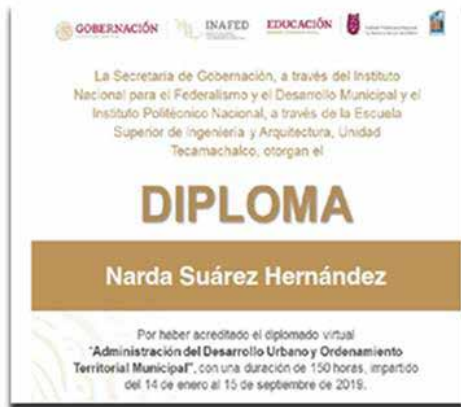 GOBERNACIÓN INAFED EDUCACIÓN
La Secretaría de Gobernación, a través del Instituto
Nacional para el Federalismo y el Desarrollo Municipal y el
Instituto Politécnico Nacional, a través de la Escuela
Superior de Ingeniería y Arquitectura, Unidad
Tecamachalco, otorgan el
DIPLOMA
Narda Suárez Hernández
Por haber acreditado el diplomado virtual
"Administración del Desarrollo Urbano y Ordenamiento
Territorial Municipal", con una duración de 150 horas, impartido
del 14 de enero al 15 de septiembre de 2019.